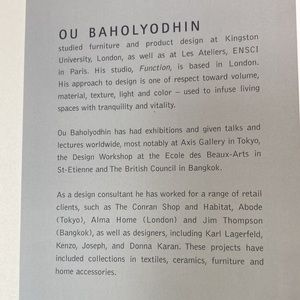 OU BAHOLYODHIN
studied furniture and product design at Kingston
University, London, as well as at Les Ateliers, ENSCI
in Paris. His studio, Function, is based in London.
His approach to design is one of respect toward volume,
material, texture, light and color – used to infuse living
spaces with tranquility and vitality.
Ou Baholyodhin has had exhibitions and given talks and
lectures worldwide, most notably at Axis Gallery in Tokyo,
the Design Workshop at the Ecole des Beaux-Arts in
St-Etienne and The British Council in Bangkok.
As a design consultant he has worked for a range of retail
clients, such as The Conran Shop and Habitat, Abode
(Tokyo), Alma Home (London) and Jim Thompson
(Bangkok), as well as designers, including Karl Lagerfeld,
Kenzo, Joseph, and Donna Karan. These projects have
included collections in textiles, ceramics, furniture and
home accessories.